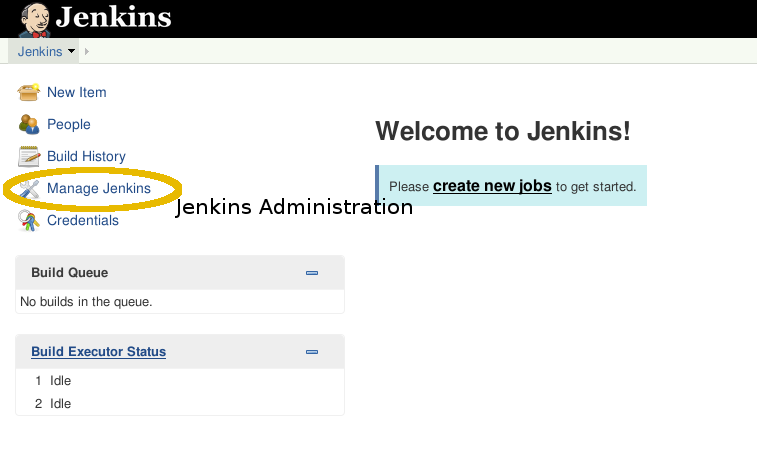 Jenkins
Jenkins
New Item
People
Build History
Manage Jenkins
Jenkins Administration
Credentials
Welcome to Jenkins!
Please create new jobs to get started.
Build Queue
No builds in the queue.
Build Executor Status
1 Idle
2 Idle